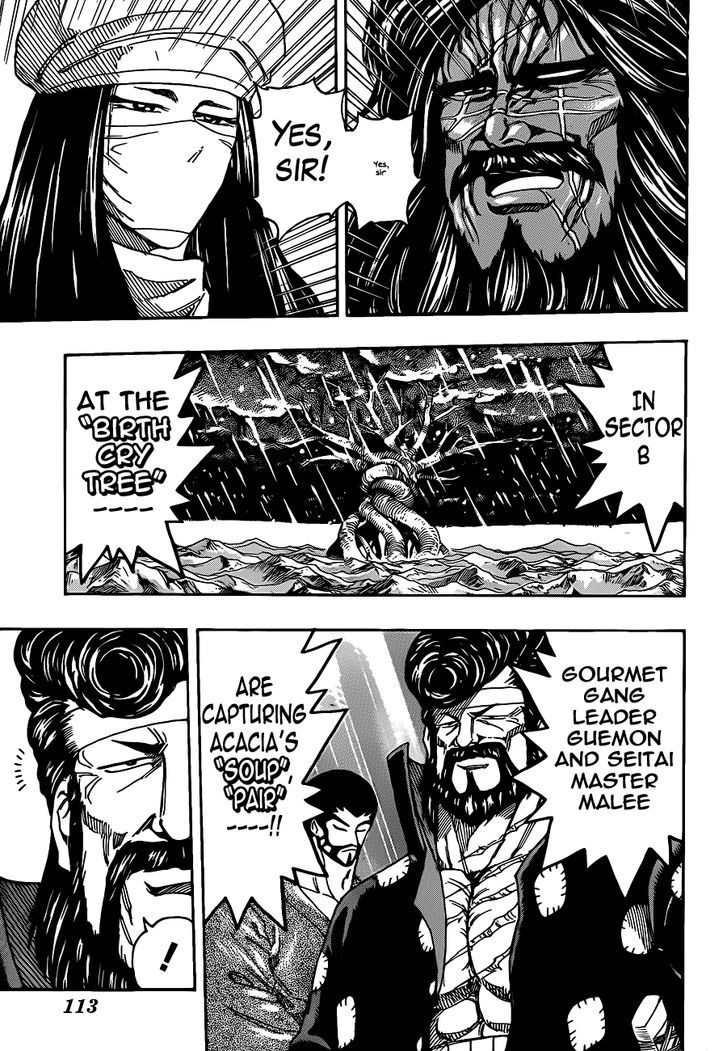 Yes,
sir
YES,
SIR!
IN
SECTOR
B
AT THE
"BIRTH
CRY
TREE"
-----
GOURMET
GANG
LEADER
GUEMON
AND SEITAI
MASTER
MALEE
ARE
CAPTURING
ACACIA'S
"SOUP",
"PAIR"
----!!
!
113